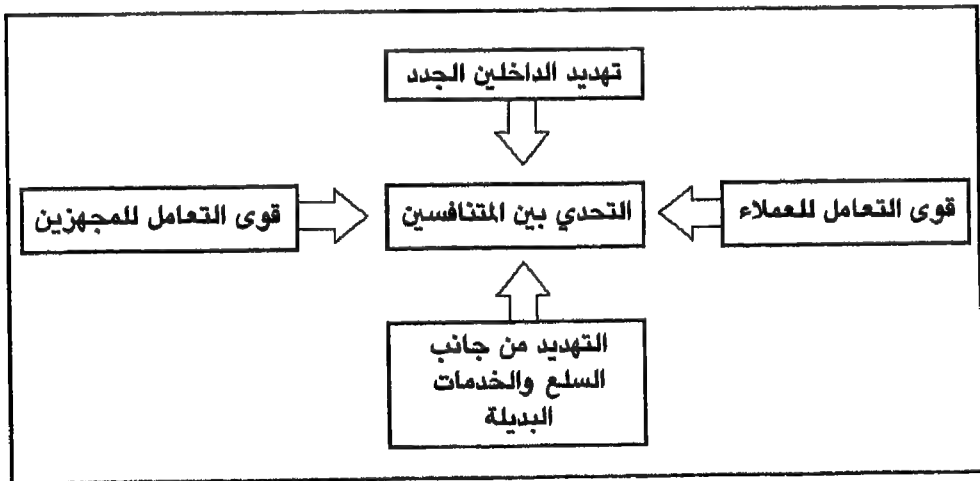 تهديد الداخلين الجدد
قوى التعامل للعملاء
التحدي بين المتنافسين
قوى التعامل للمجهزين
التهديد من جانب
السلع والخدمات
البديلة